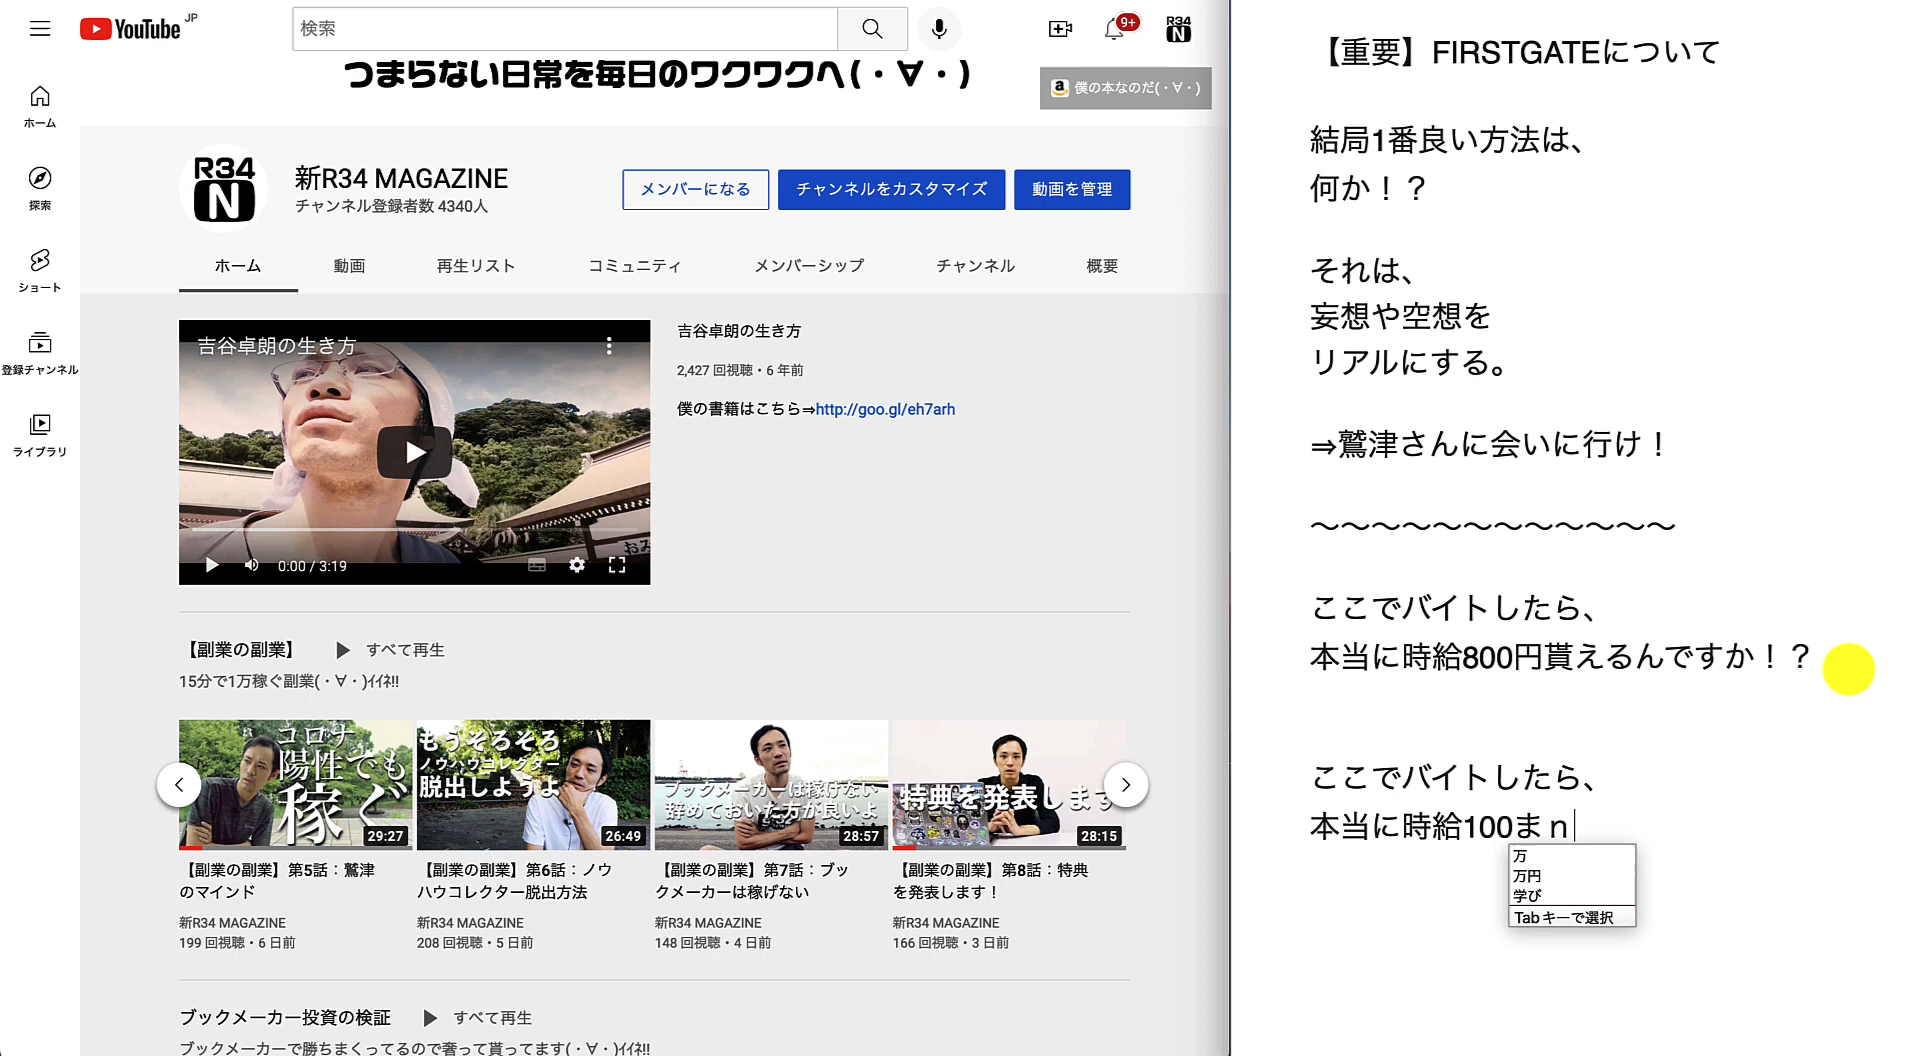 YouTube JP
検索
9+
R34
N
つまらない日常を毎日のワクワクへ(・∀・)
a 僕の本なのだ(・∀・)
ホーム
探索
ショート
登録チャンネル
ライブラリ
R34
N
新R34 MAGAZINE
チャンネル登録者数 4340人
メンバーになる
チャンネルをカスタマイズ
動画を管理
ホーム
動画
再生リスト
コミュニティ
メンバーシップ
チャンネル
概要
吉谷卓朗の生き方
おみ
0:00 / 3:19
吉谷卓朗の生き方
2,427 回視聴・6 年前
僕の書籍はこちら⇒http://goo.gl/eh7arh
【副業の副業】
すべて再生
15分で1万稼ぐ副業(・∀・)ｲｲﾈ!!
コロナ
陽性でも
稼ぐ
29:27
【副業の副業】第5話：鷲津
のマインド
新R34 MAGAZINE
199 回視聴・6 日前
もうそろそろ
ノウハウコレクター
脱出しようよ
26:49
【副業の副業】第6話：ノウ
ハウコレクター脱出方法
新R34 MAGAZINE
208 回視聴・5 日前
ブックメーカーは稼げない
辞めておいた方が良いよ
28:57
【副業の副業】第7話：ブッ
クメーカーは稼げない
新R34 MAGAZINE
148 回視聴・4 日前
特典を発表します
28:15
【副業の副業】第8話：特典
を発表します！
新R34 MAGAZINE
166 回視聴・3 日前
ブックメーカー投資の検証
すべて再生
ブックメーカーで勝ちまくってるので奢って貰ってます(・∀・)ｲｲﾈ!!
【重要】FIRSTGATEについて
結局1番良い方法は、
何か！？
それは、
妄想や空想を
リアルにする。
⇒鷲津さんに会いに行け！
〜〜〜〜〜〜〜〜〜〜〜〜
ここでバイトしたら、
本当に時給800円貰えるんですか！？
ここでバイトしたら、
本当に時給100まｎ
万
万円
学び
Tabキーで選択